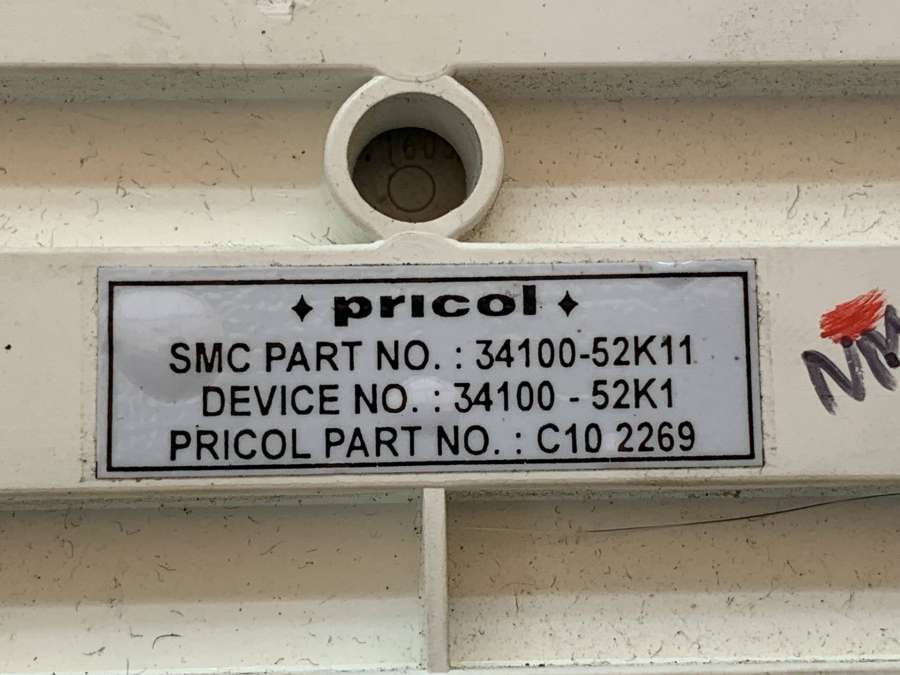 pricol
SMC PART NO. : 34100-52K11
DEVICE NO. : 34100 - 52K1
PRICOL PART NO. : C10 2269